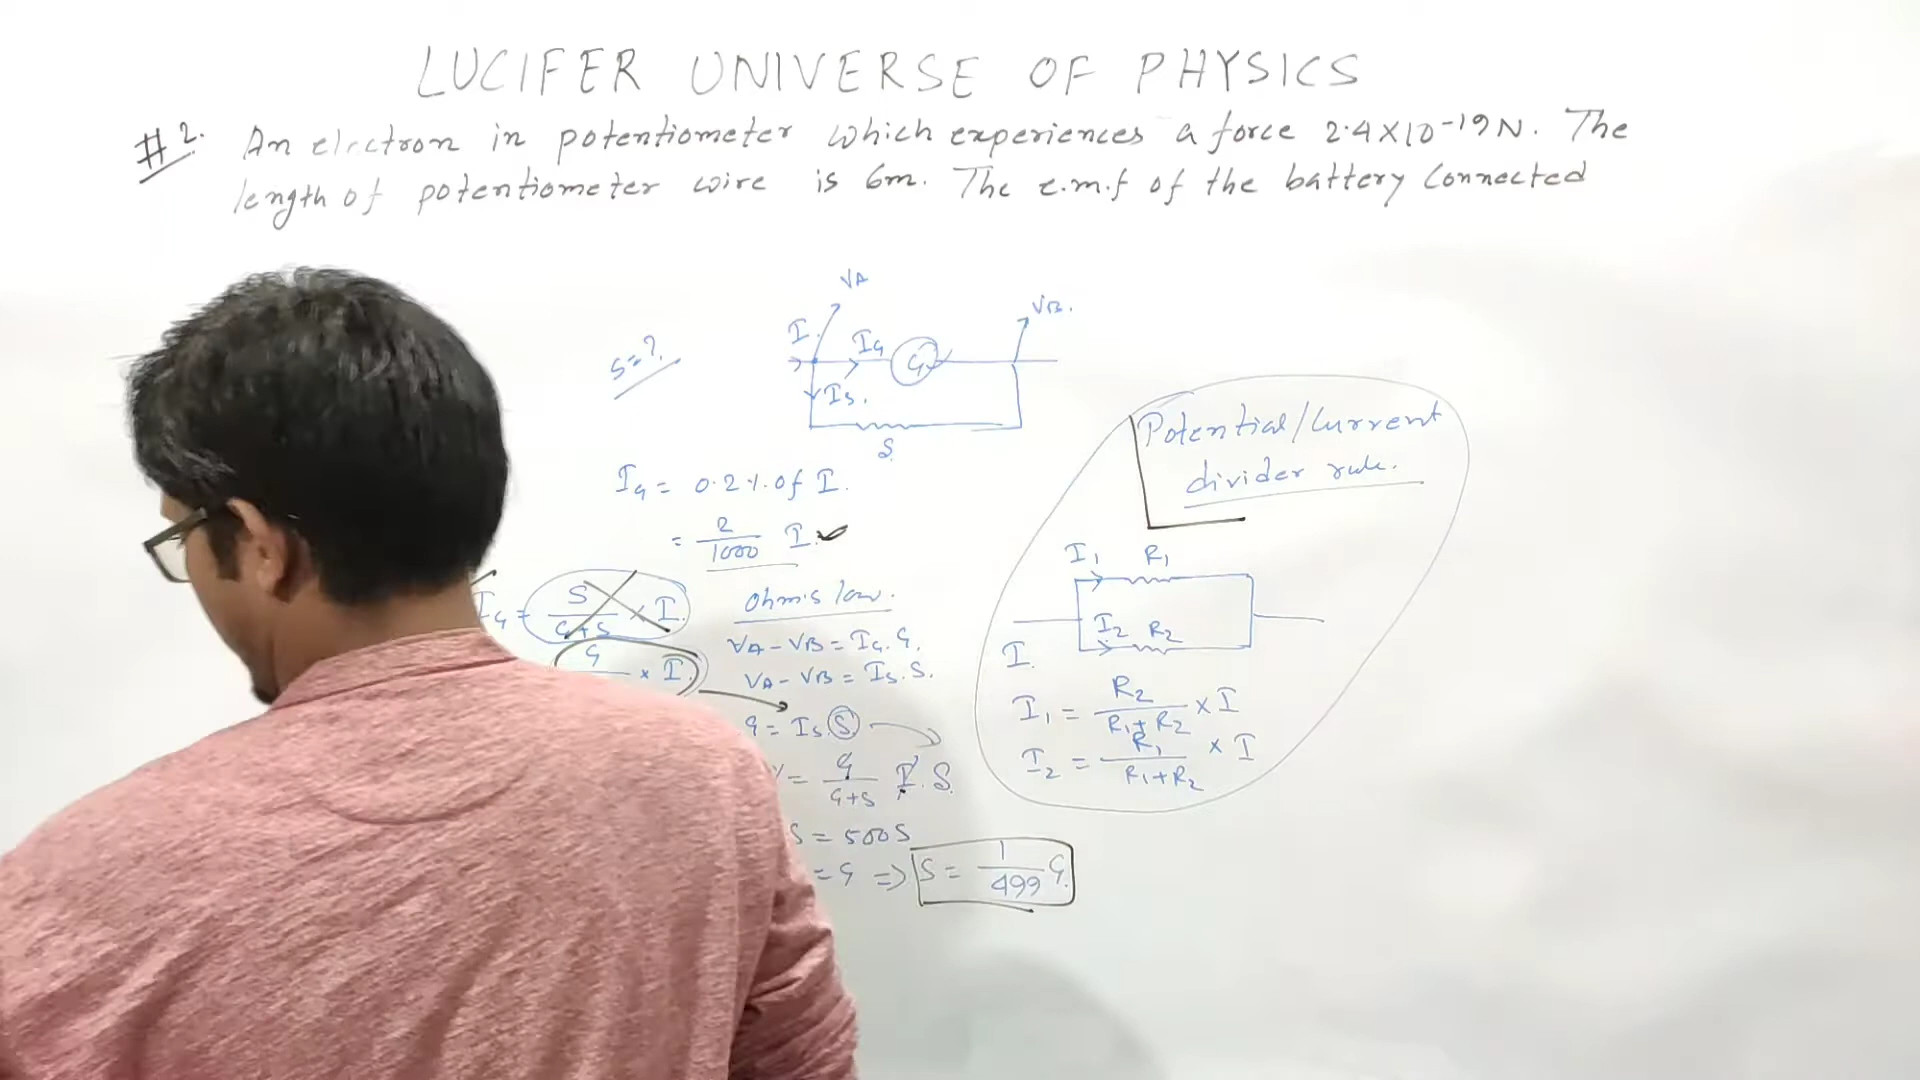 LUCIFER UNIVERSE OF PHYSICS
#2. An electron in potentiometer which experiences a force 2.4×10⁻¹⁹N. The
length of potentiometer wire is 6m. The e.m.f of the battery connected
VA
VB.
I.
IG
G
S=?
Is.
S.
Potential/Current
divider rule.
IG = 0.2%.of I.
= 2/1000 I.
I1 R1
I2 R2
I.
IG = S/G+S × I.
G × I.
ohm's law.
VA-VB = IG.G.
VA-VB = Is.S.
G = Is.S
= G/G+S I.S.
S = 500S
= G => S = 1/499 G.
I1 = R2/R1+R2 × I
I2 = R1/R1+R2 × I